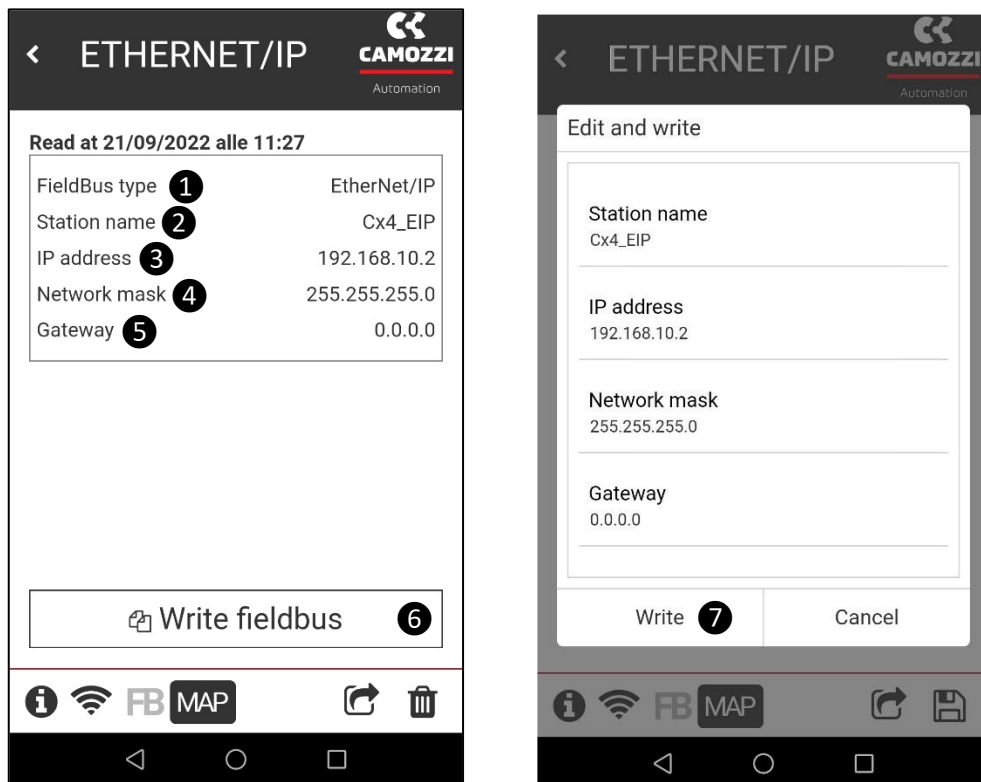 ETHERNET/IP
CAMOZZI
Automation
Read at 21/09/2022 alle 11:27
FieldBus type 1 EtherNet/IP
Station name 2 Cx4_EIP
IP address 3 192.168.10.2
Network mask 4 255.255.255.0
Gateway 5 0.0.0.0
Write fieldbus 6
FB MAP
ETHERNET/IP
CAMOZZI
Automation
Edit and write
Station name
Cx4_EIP
IP address
192.168.10.2
Network mask
255.255.255.0
Gateway
0.0.0.0
Write 7 Cancel
FB MAP